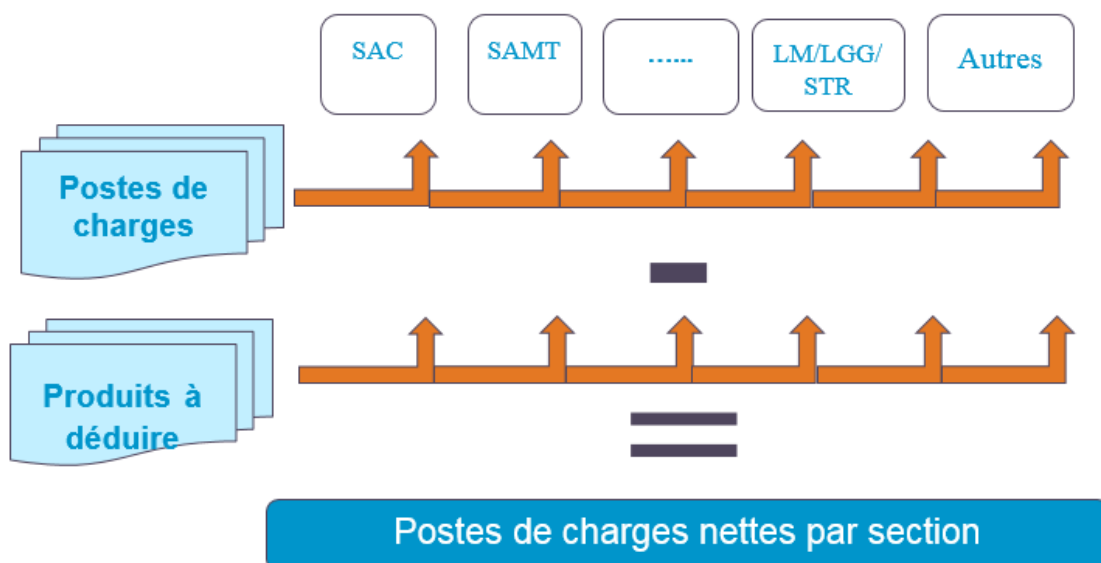 SAC
SAMT
…...
LM/LGG/
STR
Autres
Postes de
charges
Produits à
déduire
Postes de charges nettes par section